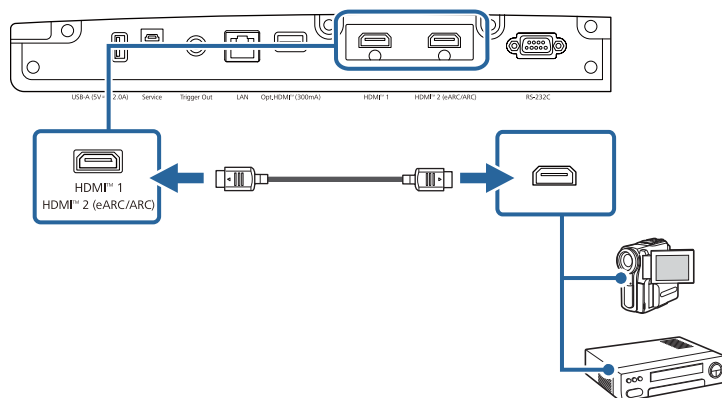 USB-A (5V⎓2.0A) Service Trigger Out LAN Opt.HDMI™ (300mA) HDMI™ 1 HDMI™ 2 (eARC/ARC) RS-232C
HDMI™ 1
HDMI™ 2 (eARC/ARC)